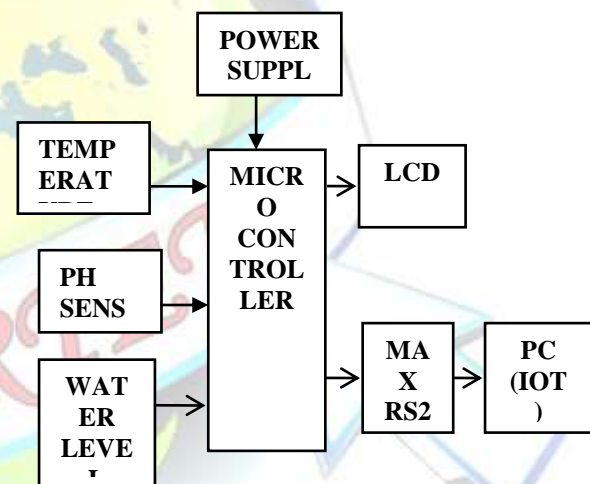 POWER
SUPPL
TEMP
ERAT
MICR
O
CON
TROL
LER
LCD
PH
SENS
WAT
ER
LEVE
MA
X
RS2
PC
(IOT
)